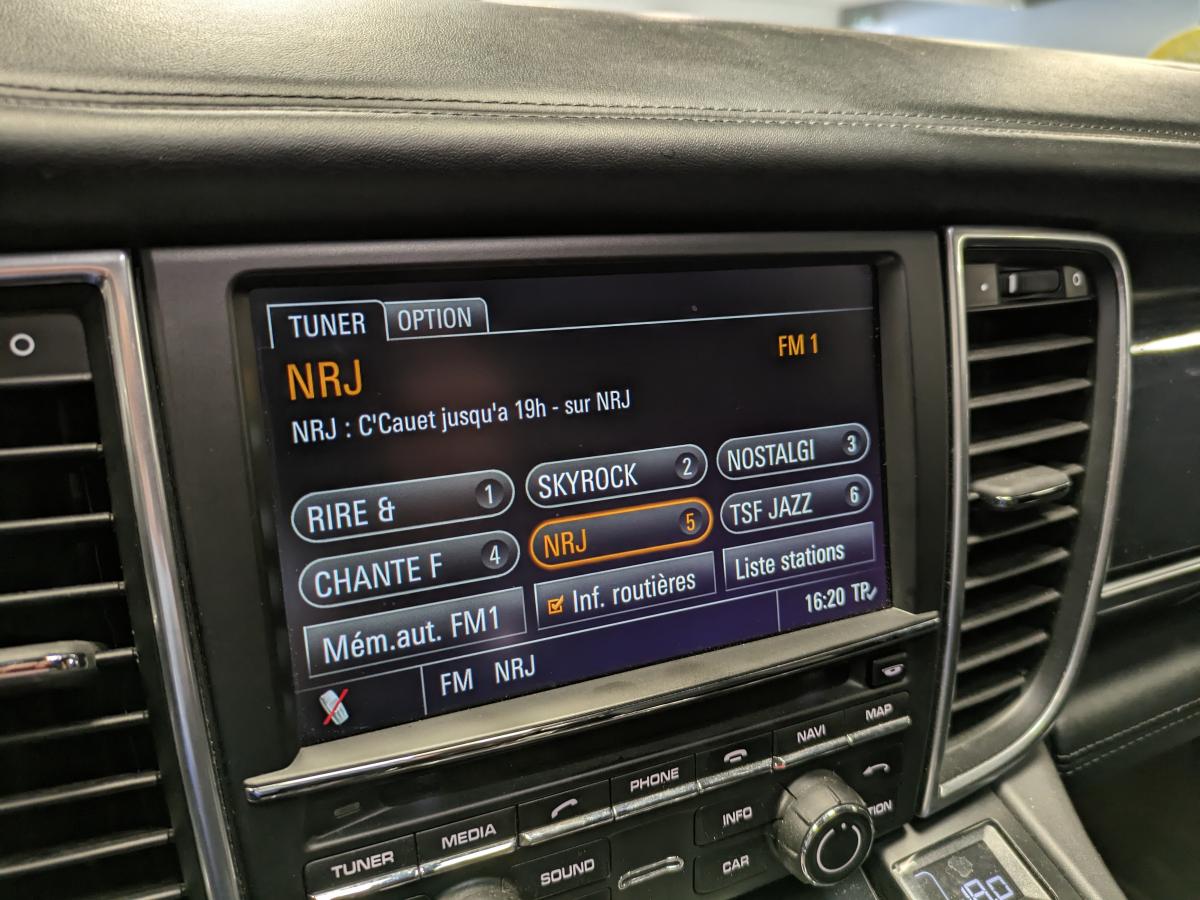 TUNER OPTION
NRJ FM 1
NRJ : C'Cauet jusqu'a 19h - sur NRJ
RIRE & 1 SKYROCK 2 NOSTALGI 3
CHANTE F 4 NRJ 5 TSF JAZZ 6
Mém.aut. FM1 Inf. routières Liste stations
FM NRJ 16:20 TP
TUNER MEDIA PHONE NAVI MAP
SOUND INFO
CAR